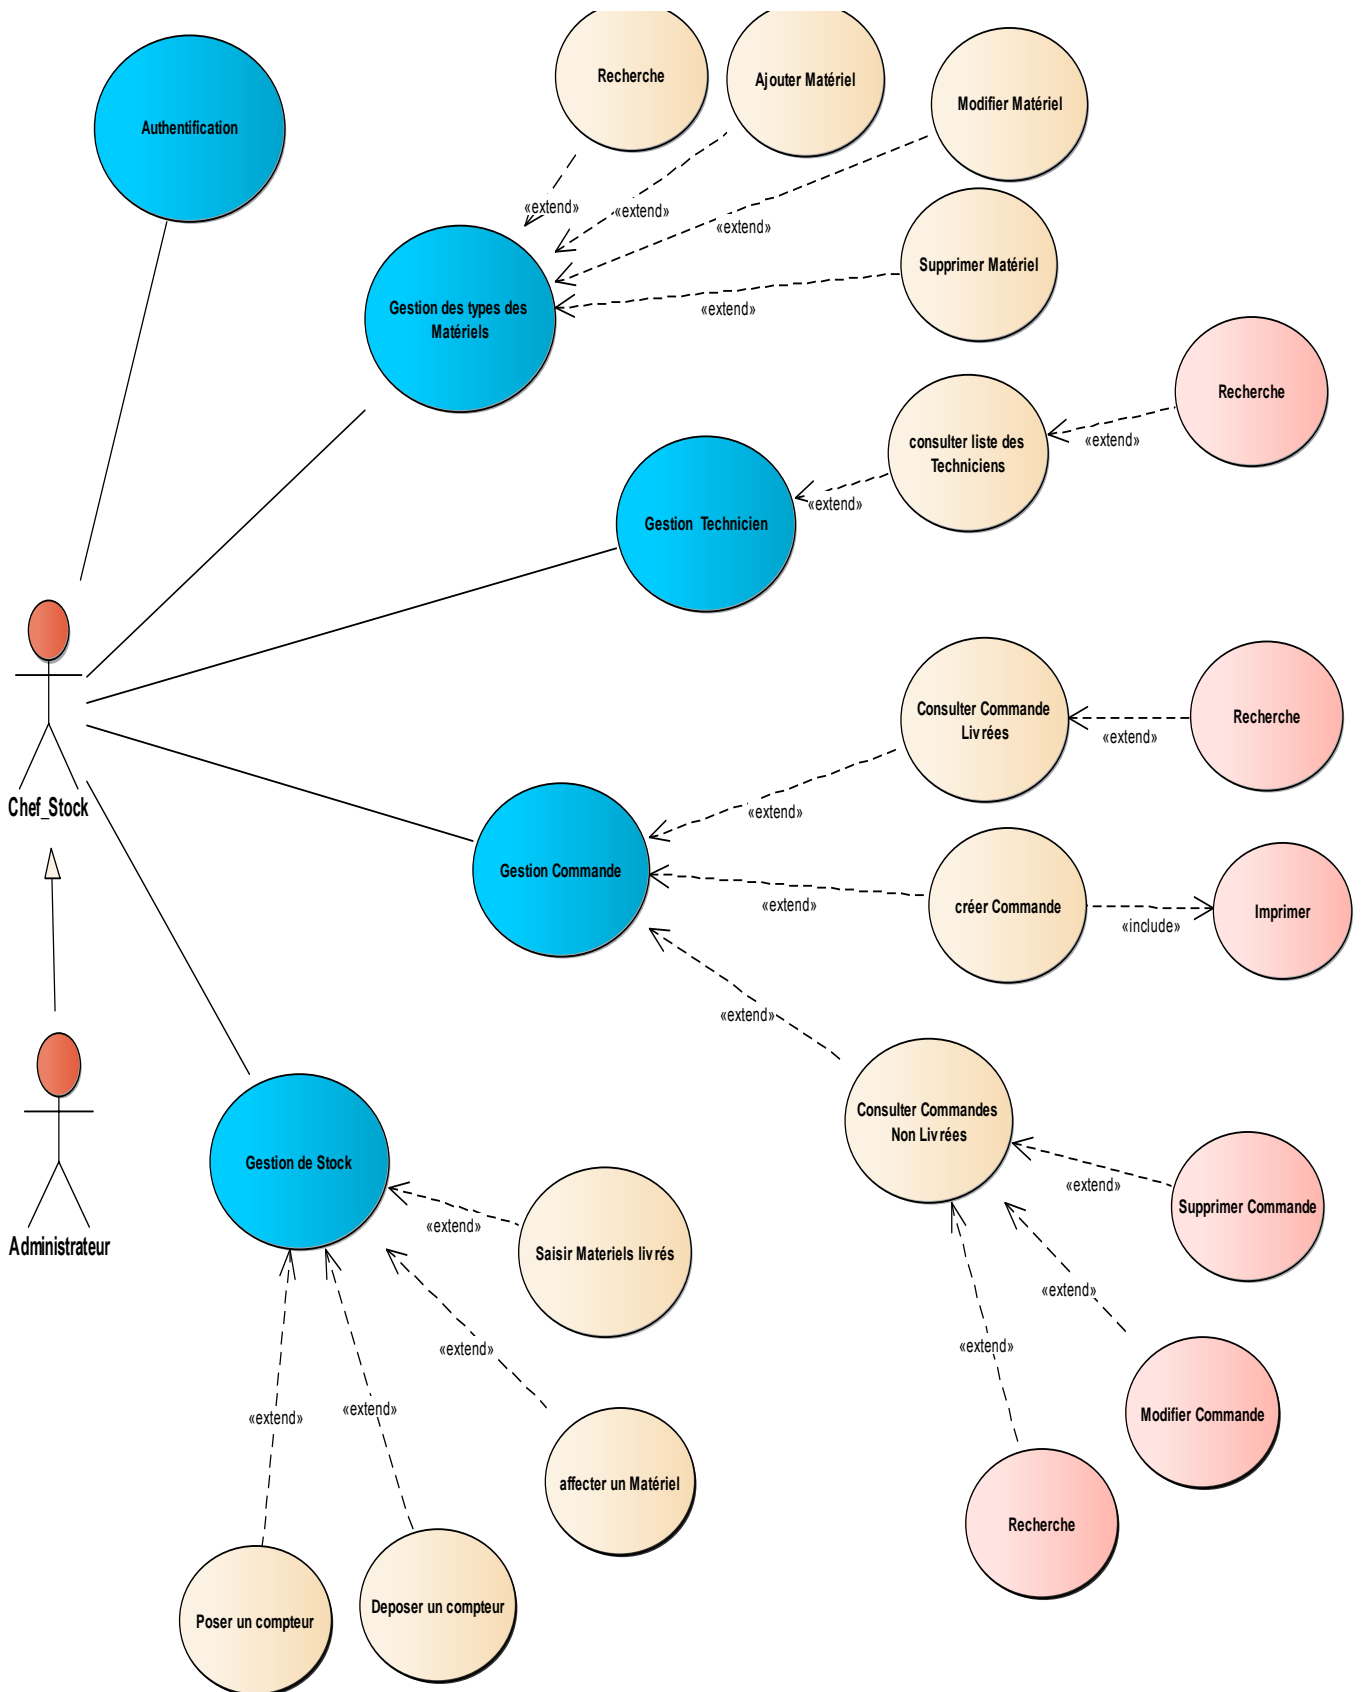 Recherche
Ajouter Matériel
Modifier Matériel
Authentification
«extend»
«extend»
«extend»
Supprimer Matériel
Gestion des types des
Matériels
«extend»
Recherche
consulter liste des
Techniciens
«extend»
«extend»
Gestion Technicien
Consulter Commande
Livrées
Recherche
«extend»
Chef_Stock
«extend»
Gestion Commande
«extend»
créer Commande
Imprimer
«include»
«extend»
Consulter Commandes
Non Livrées
Gestion de Stock
«extend»
Supprimer Commande
«extend»
Administrateur
Saisir Materiels livrés
«extend»
«extend»
«extend»
«extend»
«extend»
Modifier Commande
affecter un Matériel
Recherche
Poser un compteur
Deposer un compteur